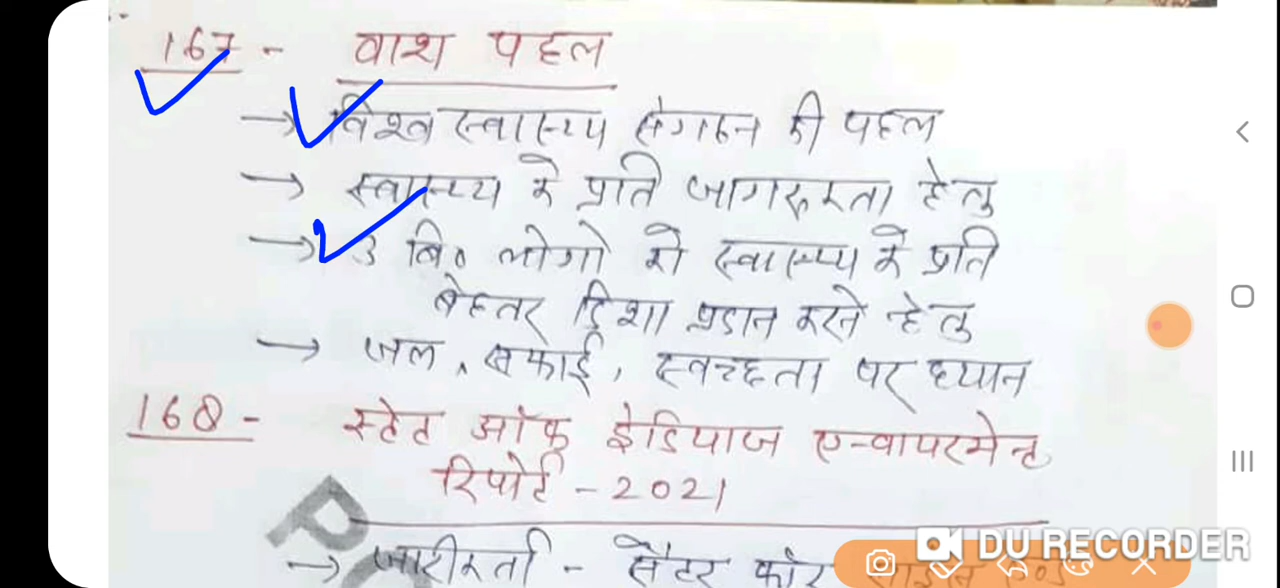 167 - वाश पहल
→ विश्व स्वास्थ्य संगठन की पहल
→ स्वास्थ्य के प्रति जागरूकता हेतु
→ 3 बि० लोगो को स्वास्थ्य के प्रति
बेहतर दिशा प्रदान करने हेतु
→ जल, सफाई, स्वच्छता पर ध्यान
168 - स्टेट ऑफ इंडियाज एन्वायरमेन्ट
रिपोर्ट - 2021
→ जारीकर्ता - सेंटर फॉर
DU RECORDER